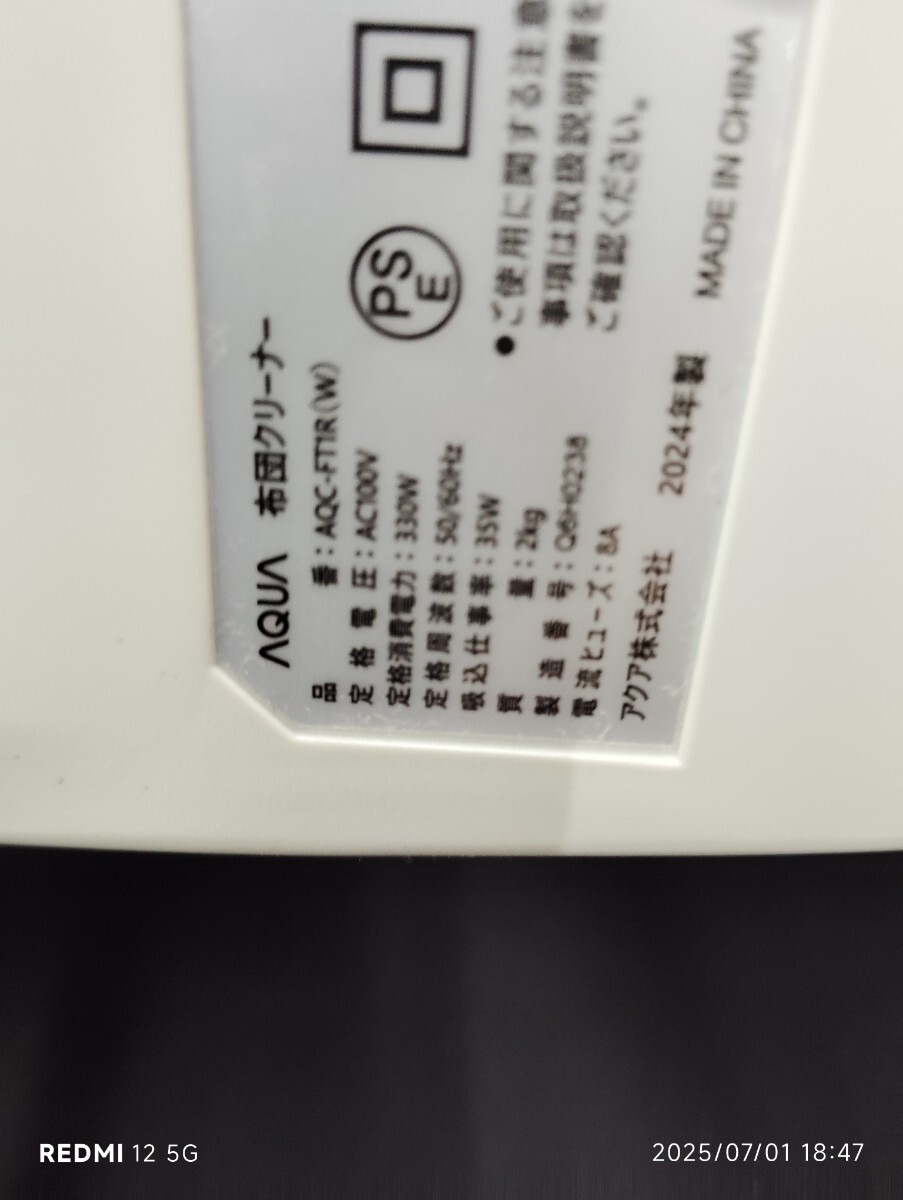 AQUA 布団クリーナー
品番：AQC-FT1R(W)
定格電圧：AC100V
定格消費電力：330W
定格周波数：50/60Hz
吸込仕事率：35W
質量：2kg
製造番号：Q6H02238
電流ヒューズ：8A
アクア株式会社 2024年製 MADE IN CHINA
PSE
●ご使用に関する注意
事項は取扱説明書を
ご確認ください。
REDMI 12 5G
2025/07/01 18:47